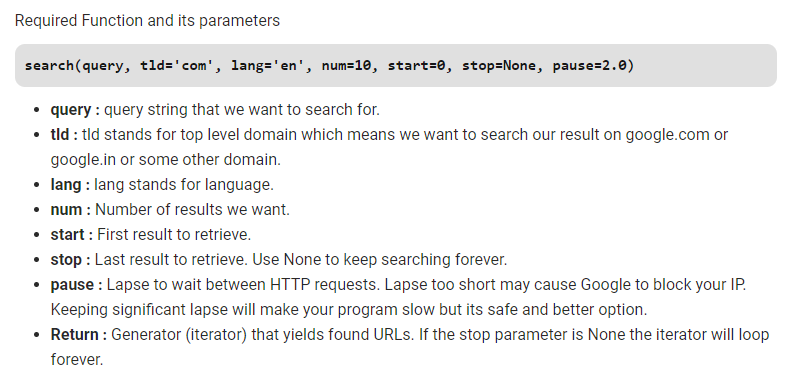 Required Function and its parameters
search(query, tld='com', lang='en', num=10, start=0, stop=None, pause=2.0)
• query : query string that we want to search for.
• tld : tld stands for top level domain which means we want to search our result on google.com or
google.in or some other domain.
• lang : lang stands for language.
• num : Number of results we want.
• start : First result to retrieve.
• stop : Last result to retrieve. Use None to keep searching forever.
• pause : Lapse to wait between HTTP requests. Lapse too short may cause Google to block your IP.
Keeping significant lapse will make your program slow but its safe and better option.
• Return : Generator (iterator) that yields found URLs. If the stop parameter is None the iterator will loop
forever.